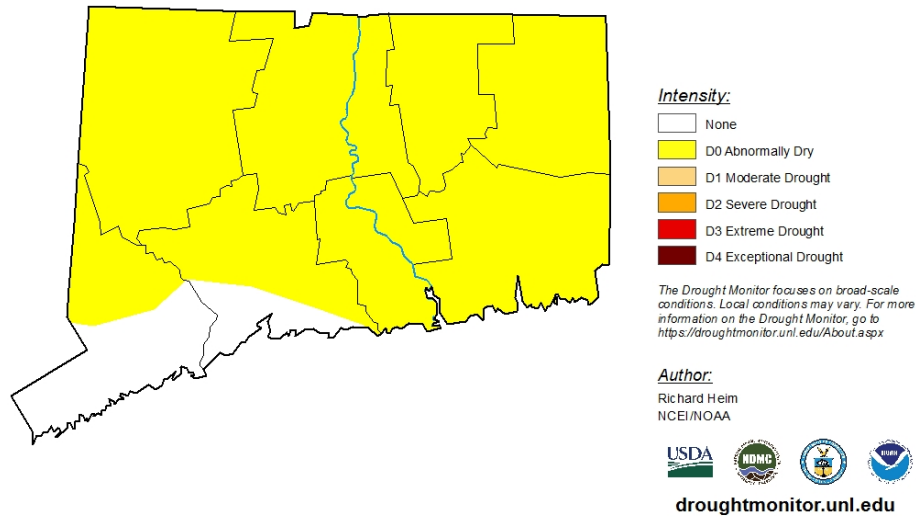 Intensity:
None
D0 Abnormally Dry
D1 Moderate Drought
D2 Severe Drought
D3 Extreme Drought
D4 Exceptional Drought
The Drought Monitor focuses on broad-scale
conditions. Local conditions may vary. For more
information on the Drought Monitor, go to
https://droughtmonitor.unl.edu/About.aspx
Author:
Richard Heim
NCEI/NOAA
USDA
NDMC
droughtmonitor.unl.edu